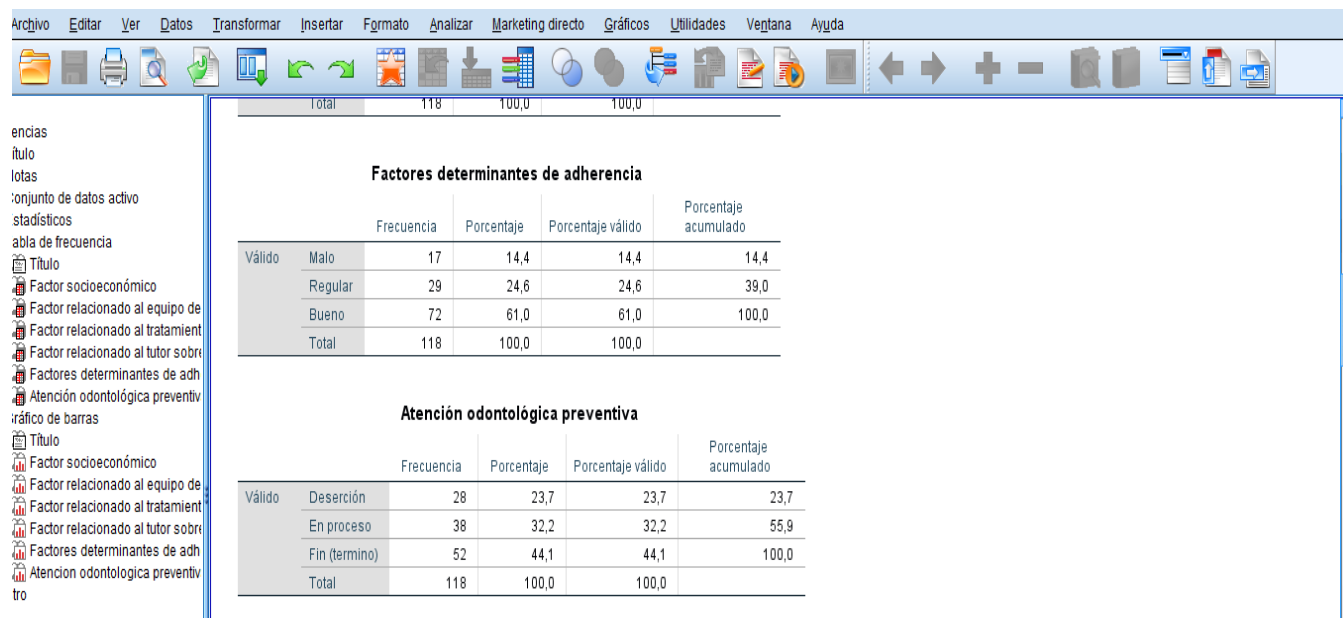 Archivo Editar Ver Datos Transformar Insertar Formato Analizar Marketing directo Gráficos Utilidades Ventana Ayuda
Total 118 100,0 100,0
encias
ítulo
lotas
onjunto de datos activo
stadísticos
abla de frecuencia
Título
Factor socioeconómico
Factor relacionado al equipo de
Factor relacionado al tratamient
Factor relacionado al tutor sobre
Factores determinantes de adh
Atención odontológica preventiv
ráfico de barras
Título
Factor socioeconómico
Factor relacionado al equipo de
Factor relacionado al tratamient
Factor relacionado al tutor sobre
Factores determinantes de adh
Atencion odontologica preventiv
tro
Factores determinantes de adherencia
Frecuencia Porcentaje Porcentaje válido Porcentaje acumulado
Válido Malo 17 14,4 14,4 14,4
Regular 29 24,6 24,6 39,0
Bueno 72 61,0 61,0 100,0
Total 118 100,0 100,0
Atención odontológica preventiva
Frecuencia Porcentaje Porcentaje válido Porcentaje acumulado
Válido Deserción 28 23,7 23,7 23,7
En proceso 38 32,2 32,2 55,9
Fin (termino) 52 44,1 44,1 100,0
Total 118 100,0 100,0